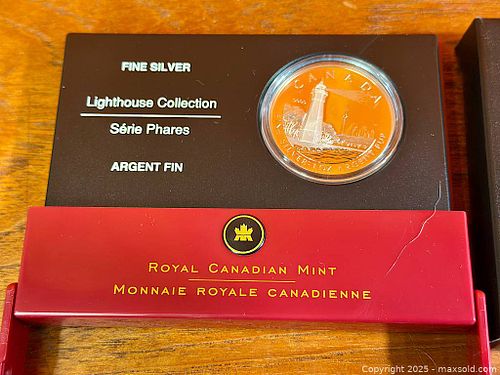 FINE SILVER
Lighthouse Collection
Série Phares
ARGENT FIN
CANADA
ROYAL CANADIAN MINT
MONNAIE ROYALE CANADIENNE
Copyright 2025 - maxsold.com